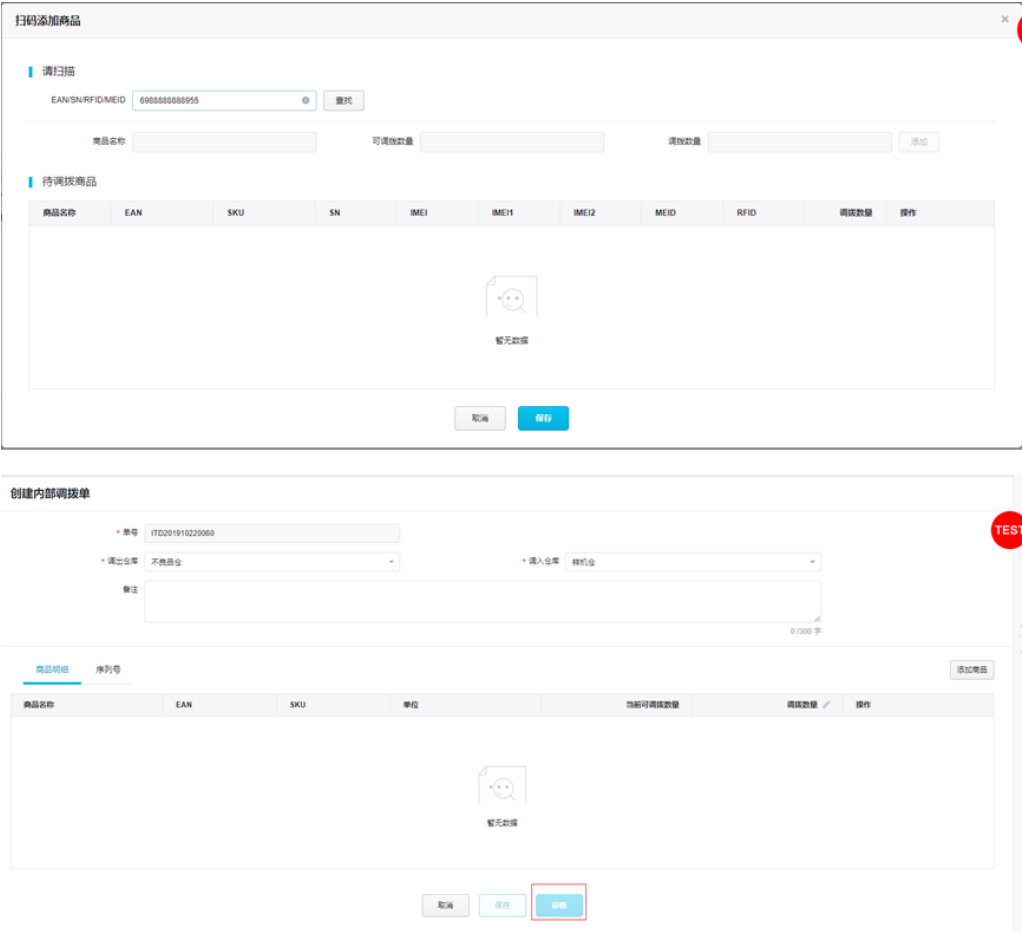 扫码添加商品
×
请扫描
EAN/SN/RFID/MEID 6988888888955 查找
商品名称 可调拨数量 调拨数量 添加
待调拨商品
商品名称 EAN SKU SN IMEI IMEI1 IMEI2 MEID RFID 调拨数量 操作
暂无数据
取消 保存
创建内部调拨单
TEST
* 单号 ITD201910220060
* 调出仓库 不良品仓 * 调入仓库 样机仓
备注
0 /300 字
商品明细 序列号 添加商品
商品名称 EAN SKU 单位 当前可调拨数量 调拨数量 操作
暂无数据
取消 保存